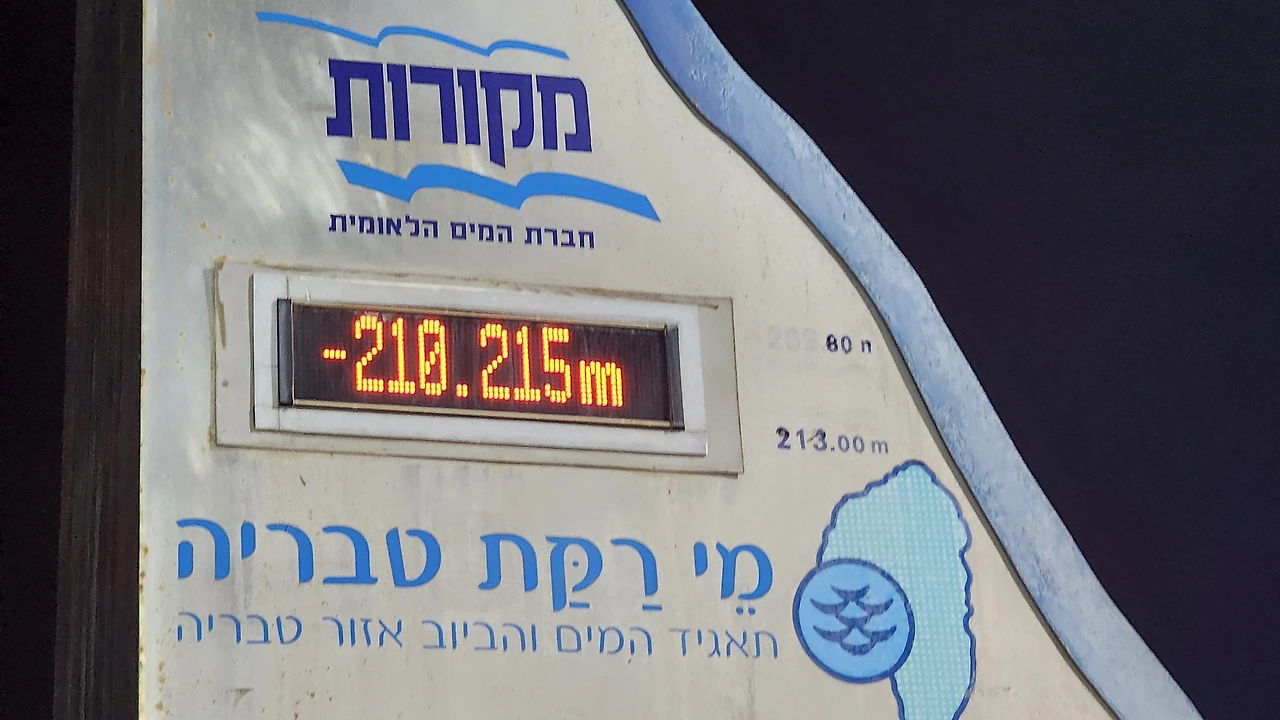 מקורות
חברת המים הלאומית
-210.215m
.80 m
213.00 m
מֵי רַקַּת טבריה
תאגיד המים והביוב אזור טבריה